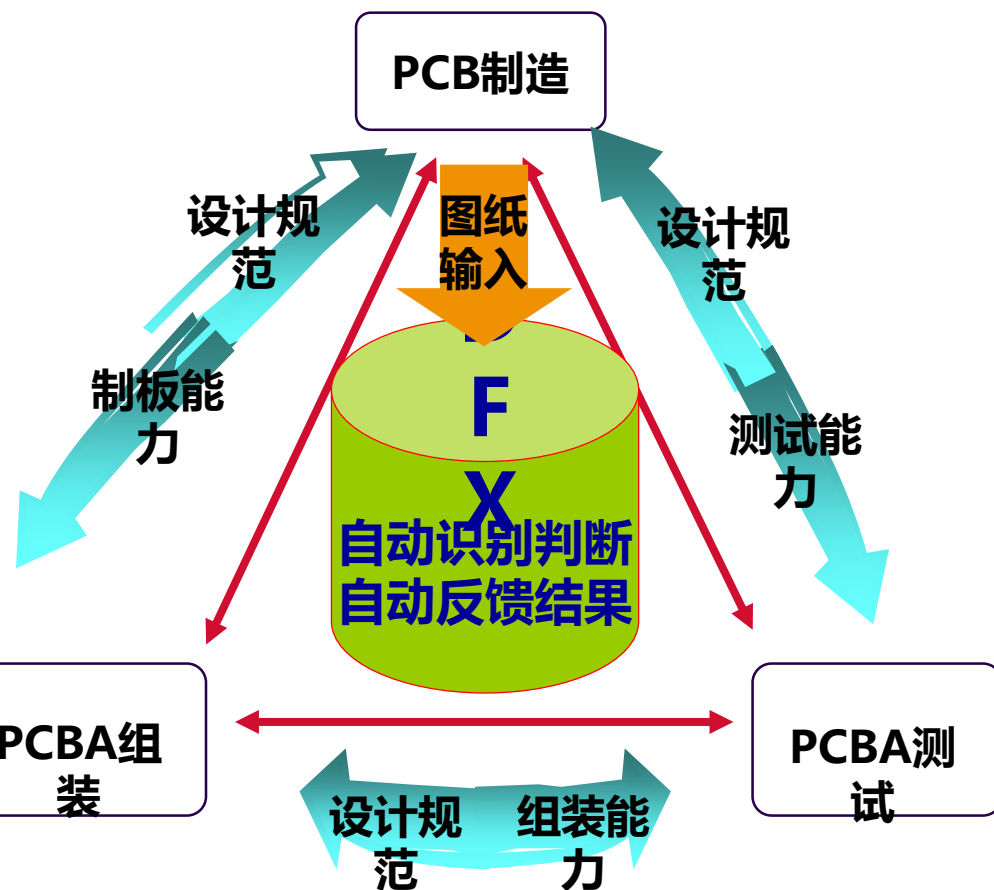 PCB制造
图纸
输入
设计规
范
设计规
范
制板能
力
测试能
力
F
X
自动识别判断
自动反馈结果
PCBA组
装
PCBA测
试
设计规
范
组装能
力